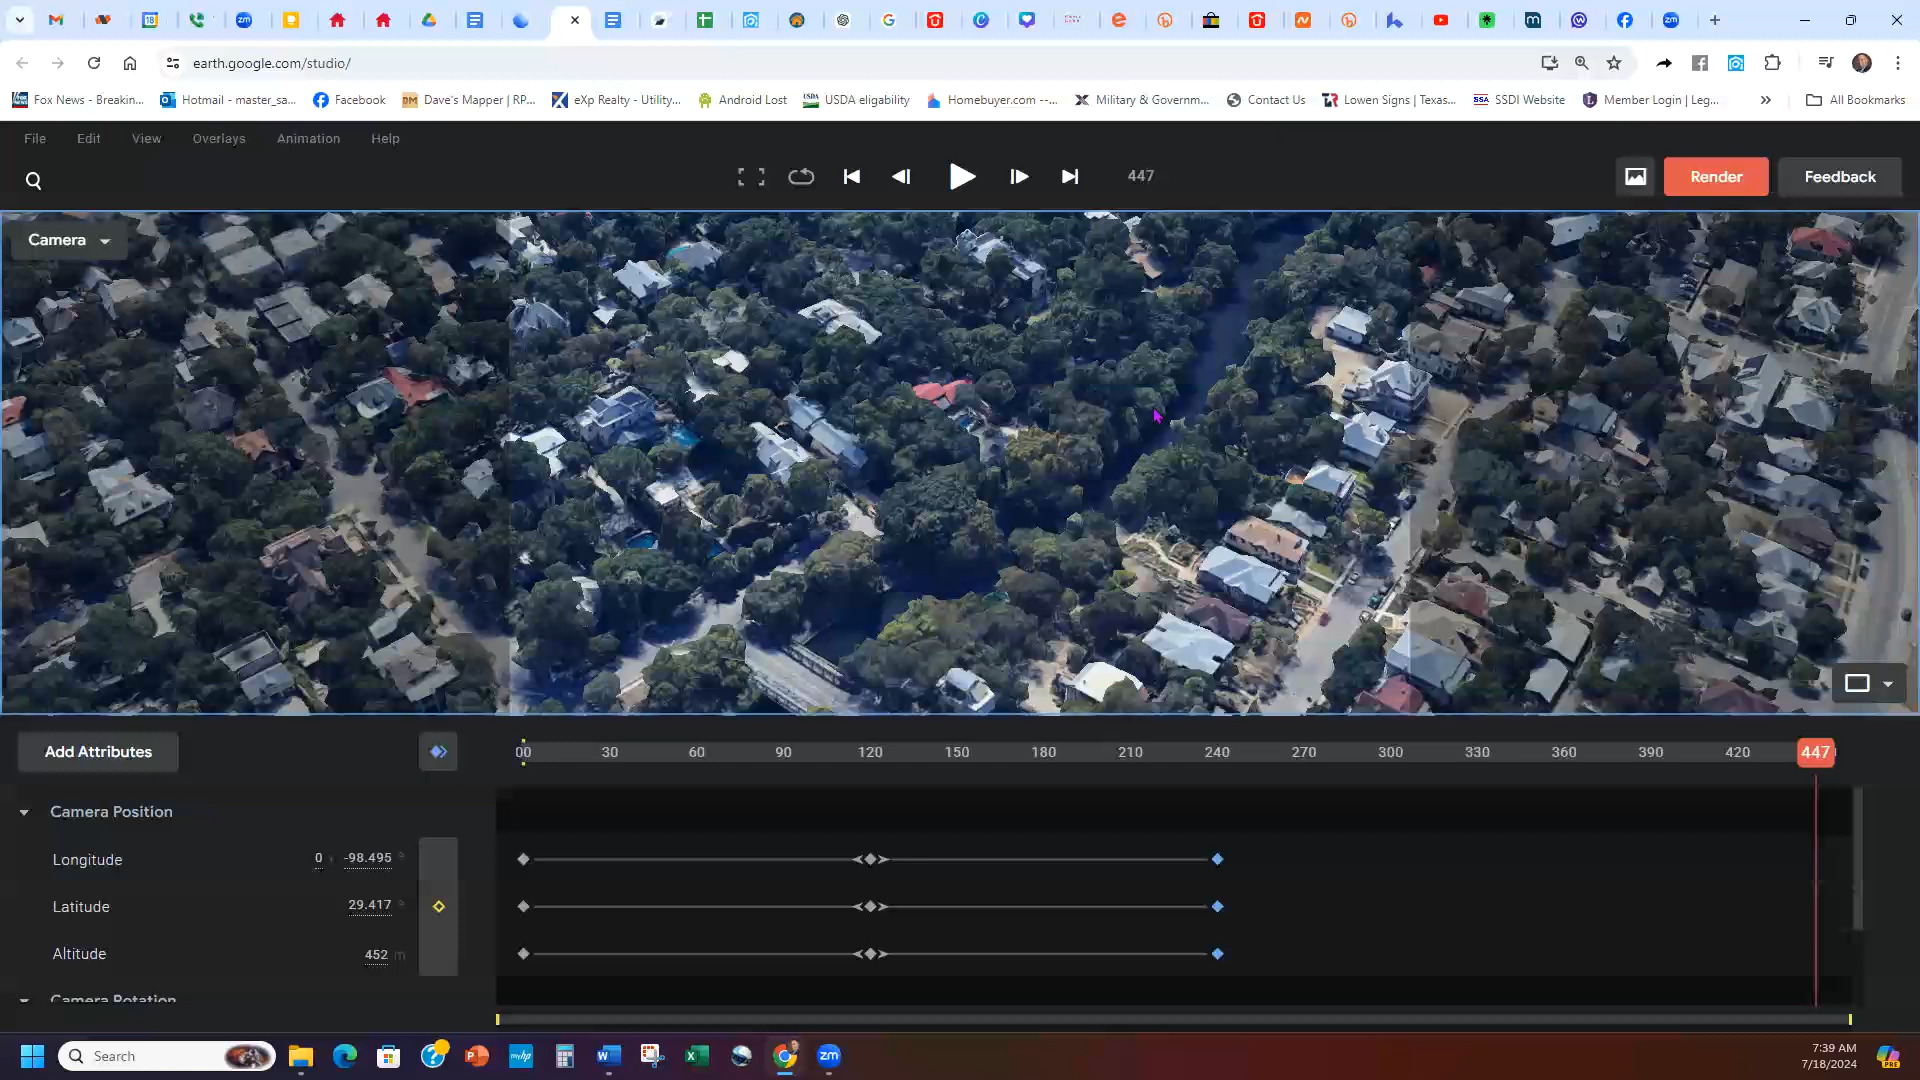 earth.google.com/studio/
Fox News - Breakin...
Hotmail - master_sa...
Facebook
Dave's Mapper | RP...
eXp Realty - Utility...
Android Lost
USDA eligibility
Homebuyer.com --...
Military & Governm...
Contact Us
Lowen Signs | Texas...
SSDI Website
Member Login | Leg...
All Bookmarks
File
Edit
View
Overlays
Animation
Help
447
Render
Feedback
Camera
Add Attributes
00
30
60
90
120
150
180
210
240
270
300
330
360
390
420
447
Camera Position
Longitude
0
-98.495 °
Latitude
29.417 °
Altitude
452 m
Camera Rotation
Search
7:39 AM
7/18/2024